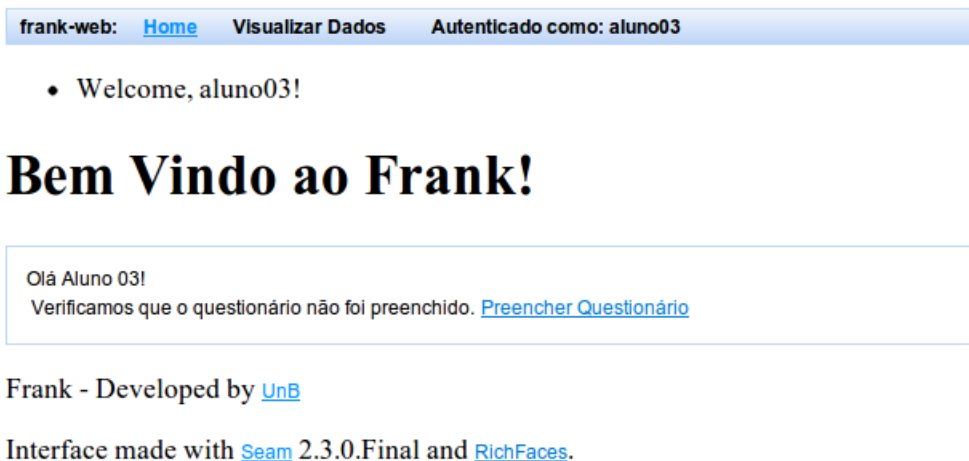 frank-web: Home Visualizar Dados Autenticado como: aluno03
• Welcome, aluno03!
Bem Vindo ao Frank!
Olá Aluno 03!
Verificamos que o questionário não foi preenchido. Preencher Questionário
Frank - Developed by UnB
Interface made with Seam 2.3.0.Final and RichFaces.